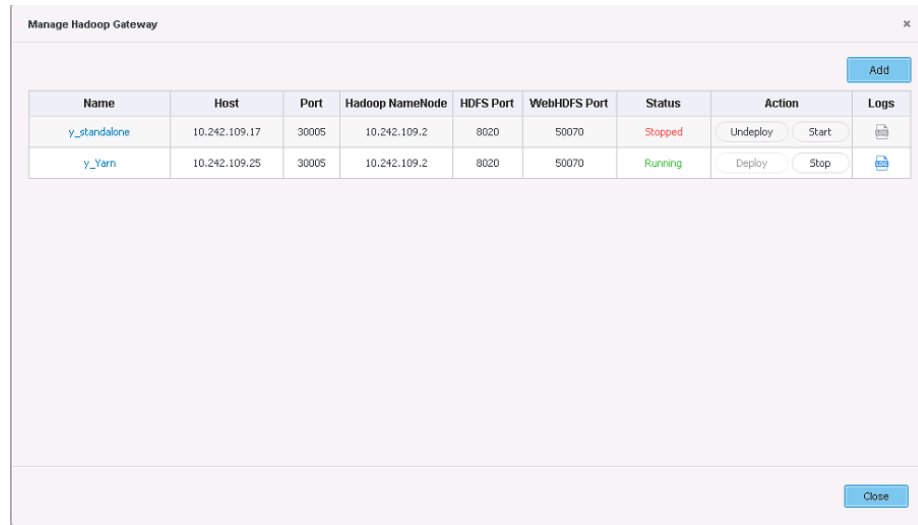 Manage Hadoop Gateway ×
Add
Name Host Port Hadoop NameNode HDFS Port WebHDFS Port Status Action Logs
y_standalone 10.242.109.17 30005 10.242.109.2 8020 50070 Stopped Undeploy Start LOG
y_Yarn 10.242.109.25 30005 10.242.109.2 8020 50070 Running Deploy Stop LOG
Close